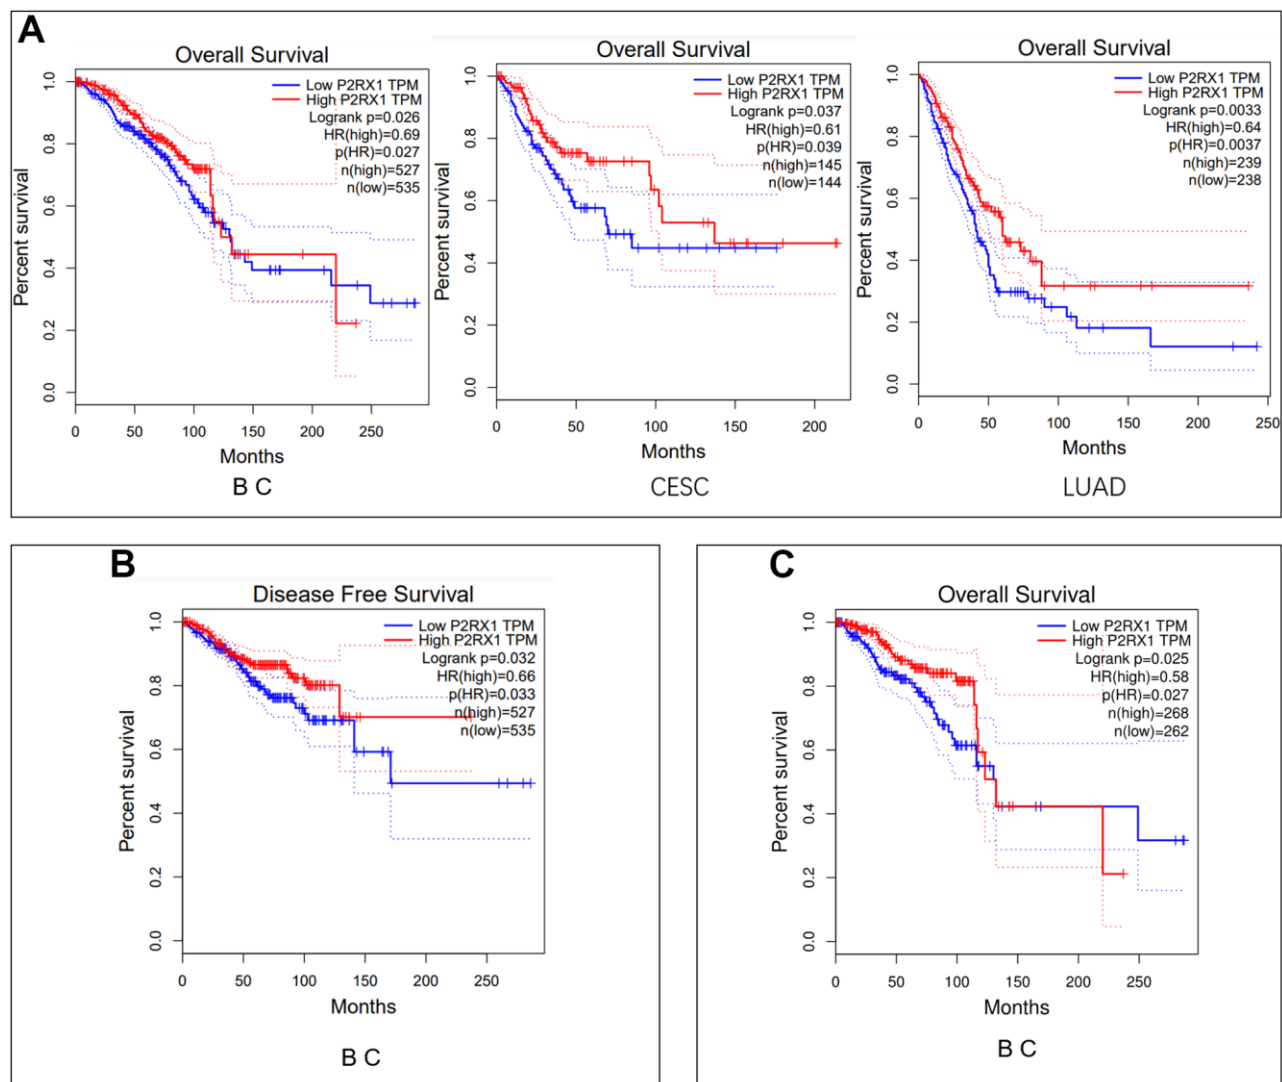 A
Overall Survival
Low P2RX1 TPM
High P2RX1 TPM
Logrank p=0.026
HR(high)=0.69
p(HR)=0.027
n(high)=527
n(low)=535
Percent survival
1.0
0.8
0.6
0.4
0.2
0.0
0 50 100 150 200 250
Months
B C
Overall Survival
Low P2RX1 TPM
High P2RX1 TPM
Logrank p=0.037
HR(high)=0.61
p(HR)=0.039
n(high)=145
n(low)=144
Percent survival
1.0
0.8
0.6
0.4
0.2
0.0
0 50 100 150 200
Months
CESC
Overall Survival
Low P2RX1 TPM
High P2RX1 TPM
Logrank p=0.0033
HR(high)=0.64
p(HR)=0.0037
n(high)=239
n(low)=238
Percent survival
1.0
0.8
0.6
0.4
0.2
0.0
0 50 100 150 200 250
Months
LUAD
B
Disease Free Survival
Low P2RX1 TPM
High P2RX1 TPM
Logrank p=0.032
HR(high)=0.66
p(HR)=0.033
n(high)=527
n(low)=535
Percent survival
1.0
0.8
0.6
0.4
0.2
0.0
0 50 100 150 200 250
Months
B C
C
Overall Survival
Low P2RX1 TPM
High P2RX1 TPM
Logrank p=0.025
HR(high)=0.58
p(HR)=0.027
n(high)=268
n(low)=262
Percent survival
1.0
0.8
0.6
0.4
0.2
0.0
0 50 100 150 200 250
Months
B C